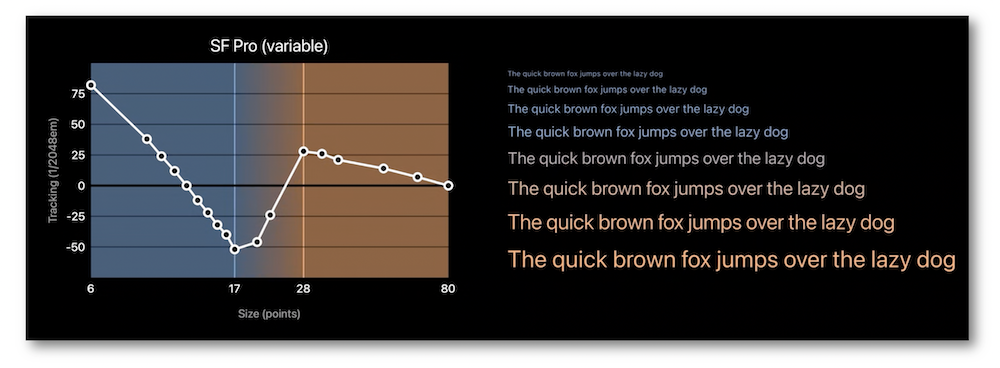 SF Pro (variable)
Tracking (1/2048em)
75
50
25
0
-25
-50
6 17 28 80
Size (points)
The quick brown fox jumps over the lazy dog
The quick brown fox jumps over the lazy dog
The quick brown fox jumps over the lazy dog
The quick brown fox jumps over the lazy dog
The quick brown fox jumps over the lazy dog
The quick brown fox jumps over the lazy dog
The quick brown fox jumps over the lazy dog
The quick brown fox jumps over the lazy dog